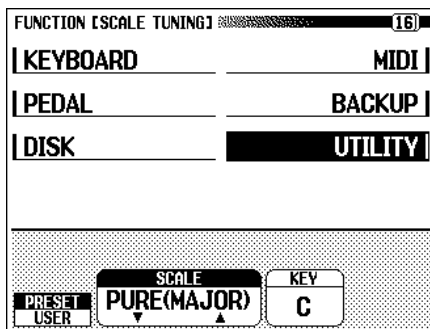 FUNCTION [SCALE TUNING] 16
KEYBOARD MIDI
PEDAL BACKUP
DISK UTILITY
SCALE KEY
PRESET PURE(MAJOR) C
USER